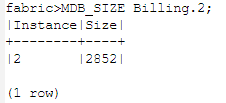 fabric>MDB_SIZE Billing.2;
|Instance|Size|
+--------+----+
|2       |2852|
(1 row)